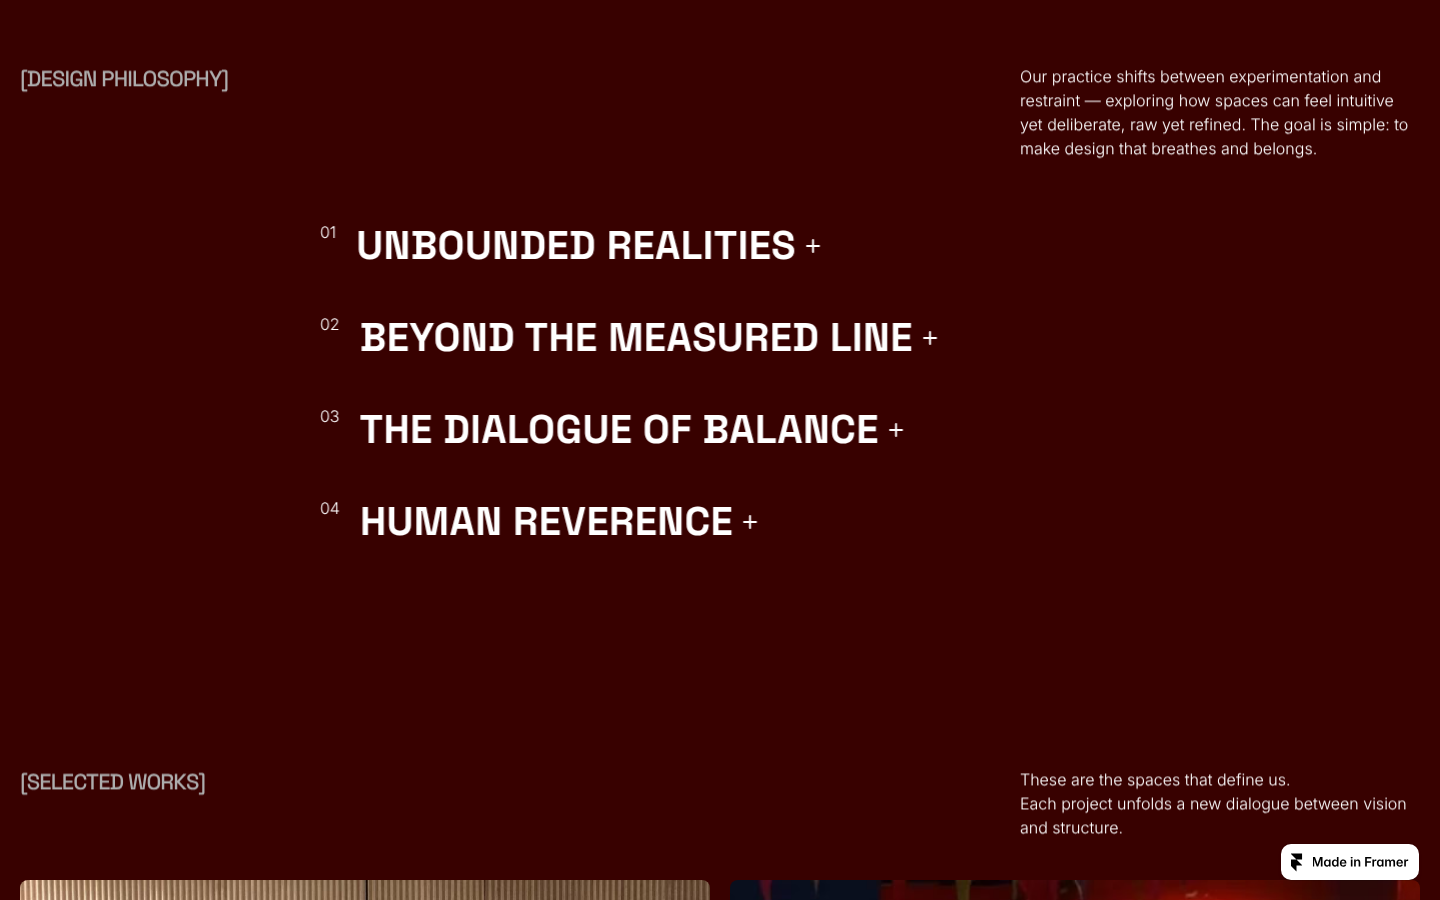 [DESIGN PHILOSOPHY]
Our practice shifts between experimentation and
restraint — exploring how spaces can feel intuitive
yet deliberate, raw yet refined. The goal is simple: to
make design that breathes and belongs.
01 UNBOUNDED REALITIES +
02 BEYOND THE MEASURED LINE +
03 THE DIALOGUE OF BALANCE +
04 HUMAN REVERENCE +
[SELECTED WORKS]
These are the spaces that define us.
Each project unfolds a new dialogue between vision
and structure.
Made in Framer